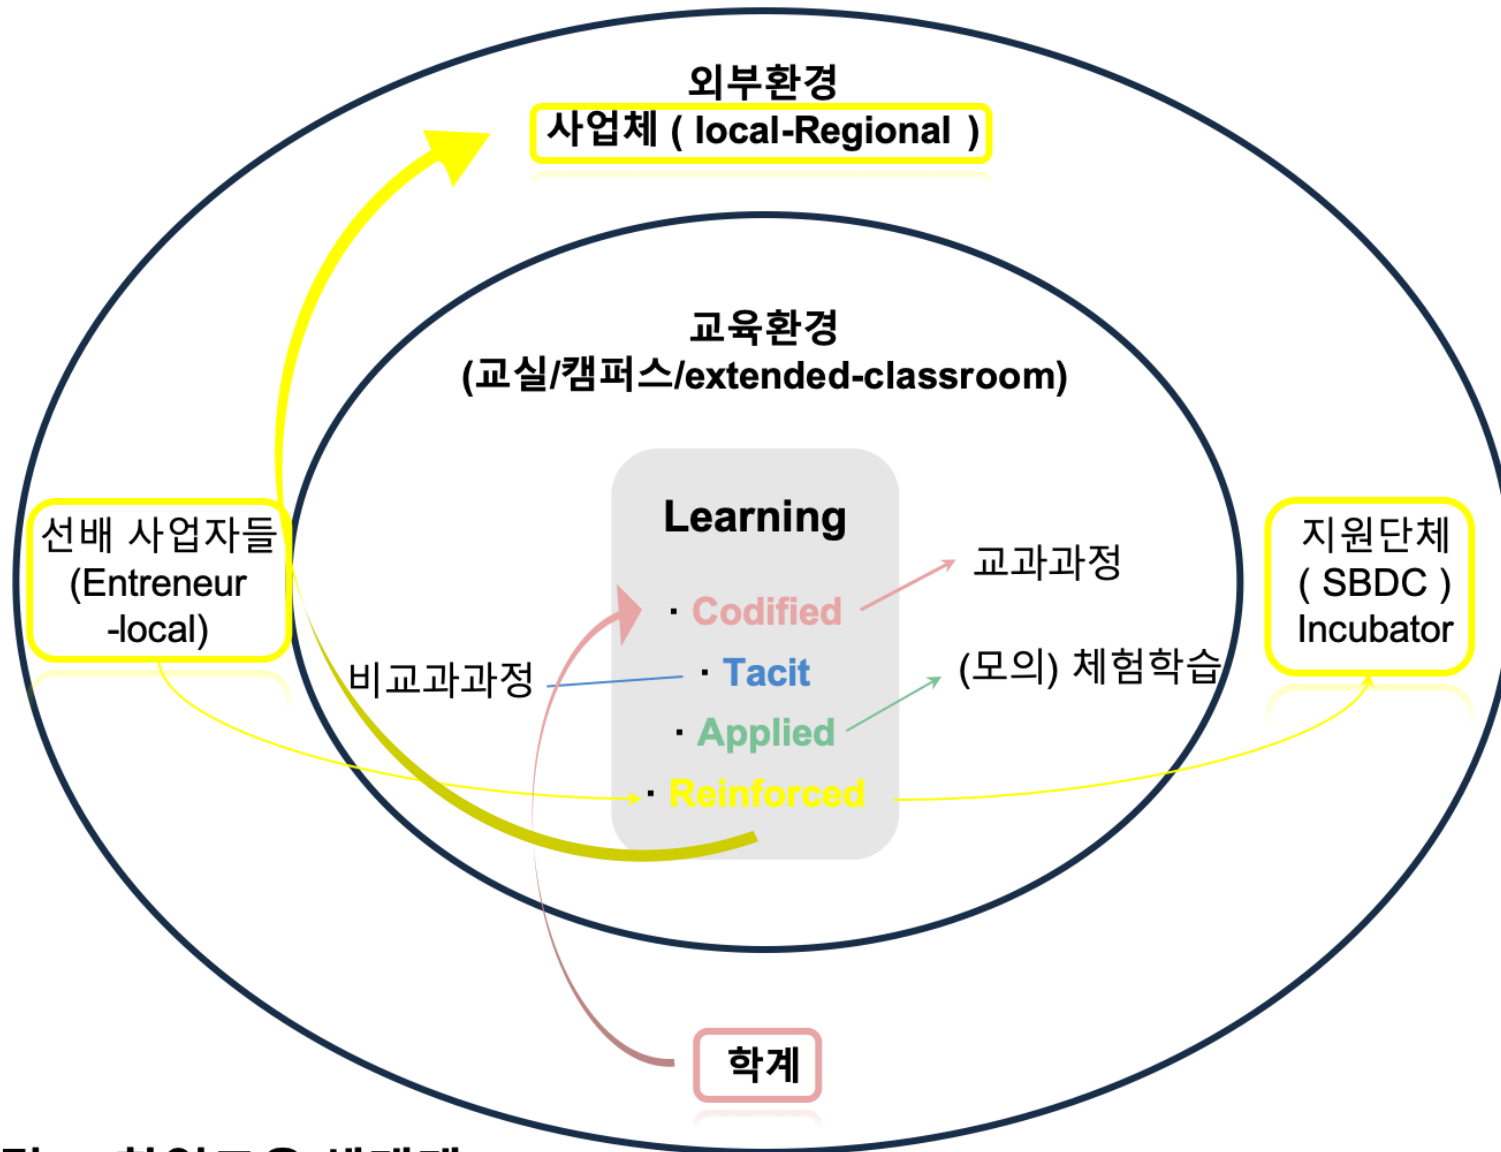 외부환경
사업체 ( local-Regional )
교육환경
(교실/캠퍼스/extended-classroom)
Learning
· Codified
· Tacit
· Applied
· Reinforced
교과과정
비교과과정
(모의) 체험학습
선배 사업자들
(Entreneur
-local)
지원단체
( SBDC )
Incubator
학계